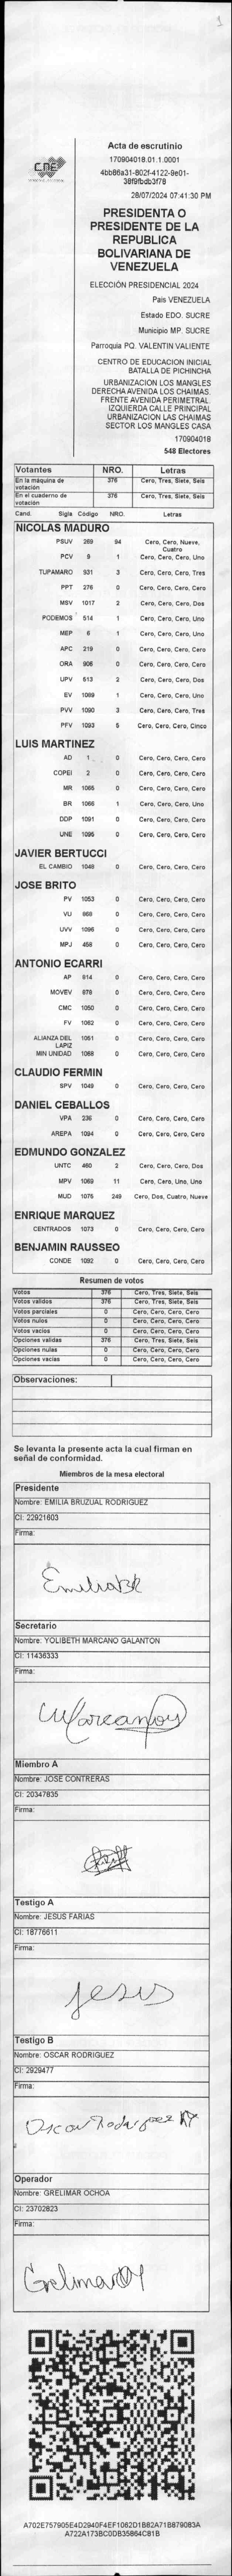 1
CNE
Acta de escrutinio
170904018.01.1.0001
4bb86a31-802f-4122-9e01-
38f9fbdb3f78
28/07/2024 07:41:30 PM
PRESIDENTA O
PRESIDENTE DE LA
REPUBLICA
BOLIVARIANA DE
VENEZUELA
ELECCIÓN PRESIDENCIAL 2024
País VENEZUELA
Estado EDO. SUCRE
Municipio MP. SUCRE
Parroquia PQ. VALENTIN VALIENTE
CENTRO DE EDUCACION INICIAL
BATALLA DE PICHINCHA
URBANIZACION LOS MANGLES
DERECHA AVENIDA LOS CHAIMAS.
FRENTE AVENIDA PERIMETRAL.
IZQUIERDA CALLE PRINCIPAL
URBANIZACION LAS CHAIMAS
SECTOR LOS MANGLES CASA
170904018
548 Electores
Votantes NRO. Letras
En la máquina de votación 376 Cero, Tres, Siete, Seis
En el cuaderno de votación 376 Cero, Tres, Siete, Seis
Cand. Sigla Código NRO. Letras
NICOLAS MADURO
PSUV 269 94 Cero, Cero, Nueve, Cuatro
PCV 9 1 Cero, Cero, Cero, Uno
TUPAMARO 931 3 Cero, Cero, Cero, Tres
PPT 276 0 Cero, Cero, Cero, Cero
MSV 1017 2 Cero, Cero, Cero, Dos
PODEMOS 514 1 Cero, Cero, Cero, Uno
MEP 6 1 Cero, Cero, Cero, Uno
APC 219 0 Cero, Cero, Cero, Cero
ORA 906 0 Cero, Cero, Cero, Cero
UPV 513 2 Cero, Cero, Cero, Dos
EV 1089 1 Cero, Cero, Cero, Uno
PVV 1090 3 Cero, Cero, Cero, Tres
PFV 1093 5 Cero, Cero, Cero, Cinco
LUIS MARTINEZ
AD 1 0 Cero, Cero, Cero, Cero
COPEI 2 0 Cero, Cero, Cero, Cero
MR 1065 0 Cero, Cero, Cero, Cero
BR 1066 1 Cero, Cero, Cero, Uno
DDP 1091 0 Cero, Cero, Cero, Cero
UNE 1095 0 Cero, Cero, Cero, Cero
JAVIER BERTUCCI
EL CAMBIO 1048 0 Cero, Cero, Cero, Cero
JOSE BRITO
PV 1053 0 Cero, Cero, Cero, Cero
VU 869 0 Cero, Cero, Cero, Cero
UVV 1096 0 Cero, Cero, Cero, Cero
MPJ 458 0 Cero, Cero, Cero, Cero
ANTONIO ECARRI
AP 914 0 Cero, Cero, Cero, Cero
MOVEV 879 0 Cero, Cero, Cero, Cero
CMC 1050 0 Cero, Cero, Cero, Cero
FV 1062 0 Cero, Cero, Cero, Cero
ALIANZA DEL LAPIZ 1051 0 Cero, Cero, Cero, Cero
MIN UNIDAD 1088 0 Cero, Cero, Cero, Cero
CLAUDIO FERMIN
SPV 1049 0 Cero, Cero, Cero, Cero
DANIEL CEBALLOS
VPA 236 0 Cero, Cero, Cero, Cero
AREPA 1094 0 Cero, Cero, Cero, Cero
EDMUNDO GONZALEZ
UNTC 460 2 Cero, Cero, Cero, Dos
MPV 1069 11 Cero, Cero, Uno, Uno
MUD 1075 249 Cero, Dos, Cuatro, Nueve
ENRIQUE MARQUEZ
CENTRADOS 1073 0 Cero, Cero, Cero, Cero
BENJAMIN RAUSSEO
CONDE 1092 0 Cero, Cero, Cero, Cero
Resumen de votos
Votos 376 Cero, Tres, Siete, Seis
Votos validos 376 Cero, Tres, Siete, Seis
Votos parciales 0 Cero, Cero, Cero, Cero
Votos nulos 0 Cero, Cero, Cero, Cero
Votos vacios 0 Cero, Cero, Cero, Cero
Opciones validas 376 Cero, Tres, Siete, Seis
Opciones nulas 0 Cero, Cero, Cero, Cero
Opciones vacias 0 Cero, Cero, Cero, Cero
Observaciones:
Se levanta la presente acta la cual firman en
señal de conformidad.
Miembros de la mesa electoral
Presidente
Nombre: EMILIA BRUZUAL RODRIGUEZ
CI: 22921603
Firma:
EmiliaBR
Secretario
Nombre: YOLIBETH MARCANO GALANTON
CI: 11436333
Firma:
Miembro A
Nombre: JOSE CONTRERAS
CI: 20347835
Firma:
Testigo A
Nombre: JESUS FARIAS
CI: 18776611
Firma:
Jesus
Testigo B
Nombre: OSCAR RODRIGUEZ
CI: 2929477
Firma:
Oscar Rodriguez
Operador
Nombre: GRELIMAR OCHOA
CI: 23702823
Firma:
Grelimar
A702E757905E4D2940F4EF1062D1B82A71B879083A
A722A173BC0DB35864C81B